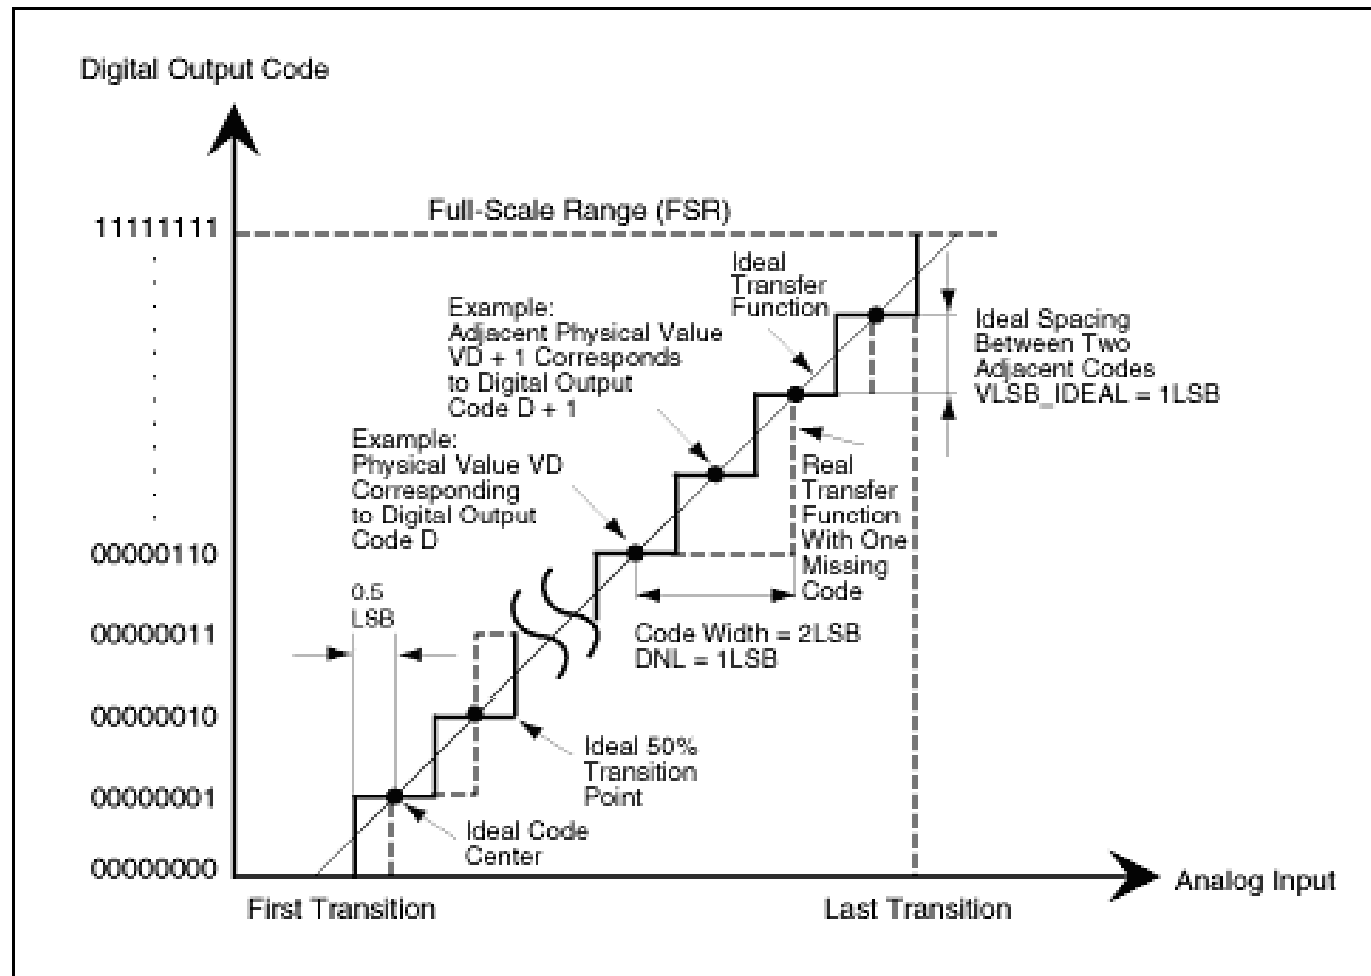 Digital Output Code
Full-Scale Range (FSR)
11111111
Ideal
Transfer
Function
Example:
Adjacent Physical Value
VD + 1 Corresponds
to Digital Output
Code D + 1
Ideal Spacing
Between Two
Adjacent Codes
VLSB_IDEAL = 1LSB
Example:
Physical Value VD
Corresponding
to Digital Output
Code D
Real
Transfer
Function
With One
Missing
Code
00000110
0.5
LSB
00000011
Code Width = 2LSB
DNL = 1LSB
00000010
Ideal 50%
Transition
Point
00000001
Ideal Code
Center
00000000
Analog Input
First Transition
Last Transition